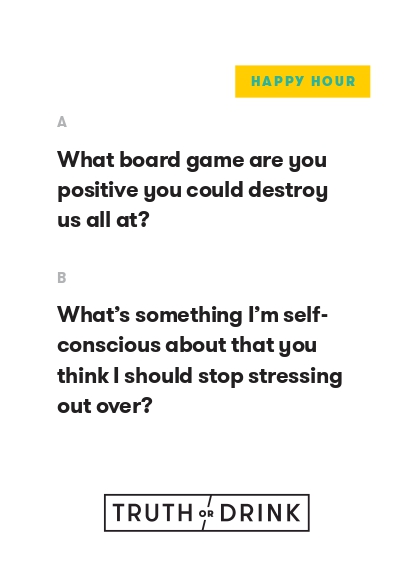 HAPPY HOUR
A
What board game are you
positive you could destroy
us all at?
B
What's something I'm self-
conscious about that you
think I should stop stressing
out over?
TRUTH OR DRINK